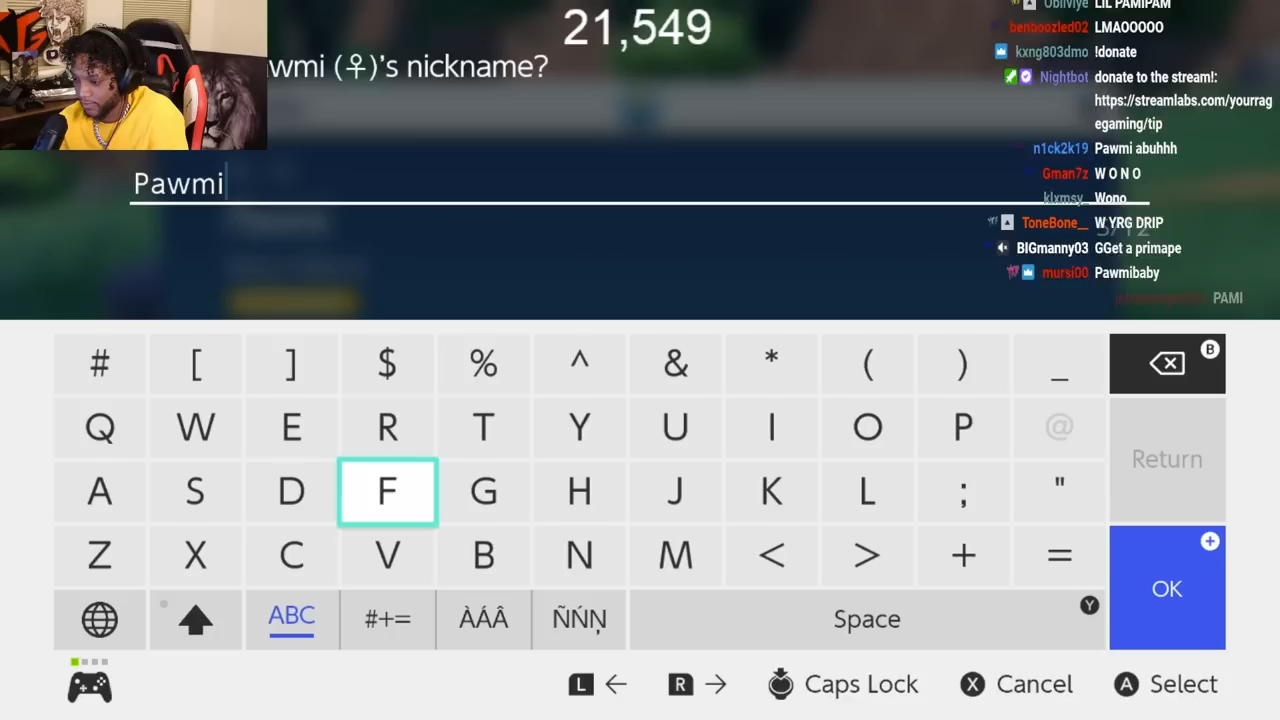 21,549
wmi (♀)'s nickname?
Pawmi
LIL PAMIPAM
benboozled02 LMAOOOOO
kxng803dmo !donate
Nightbot donate to the stream!:
https://streamlabs.com/yourrag
egaming/tip
n1ck2k19 Pawmi abuhhh
Gman7z W O N O
klxmsy_ Wono
ToneBone__ W YRG DRIP
BIGmanny03 GGet a primape
mursi00 Pawmibaby
PAMI
# [ ] $ % ^ & * ( ) _ B
Q W E R T Y U I O P @ Return
A S D F G H J K L ; "
Z X C V B N M < > + = OK
ABC #+= ÀÁÂ ÑŃŅ Space Y
L ← R → Caps Lock X Cancel A Select